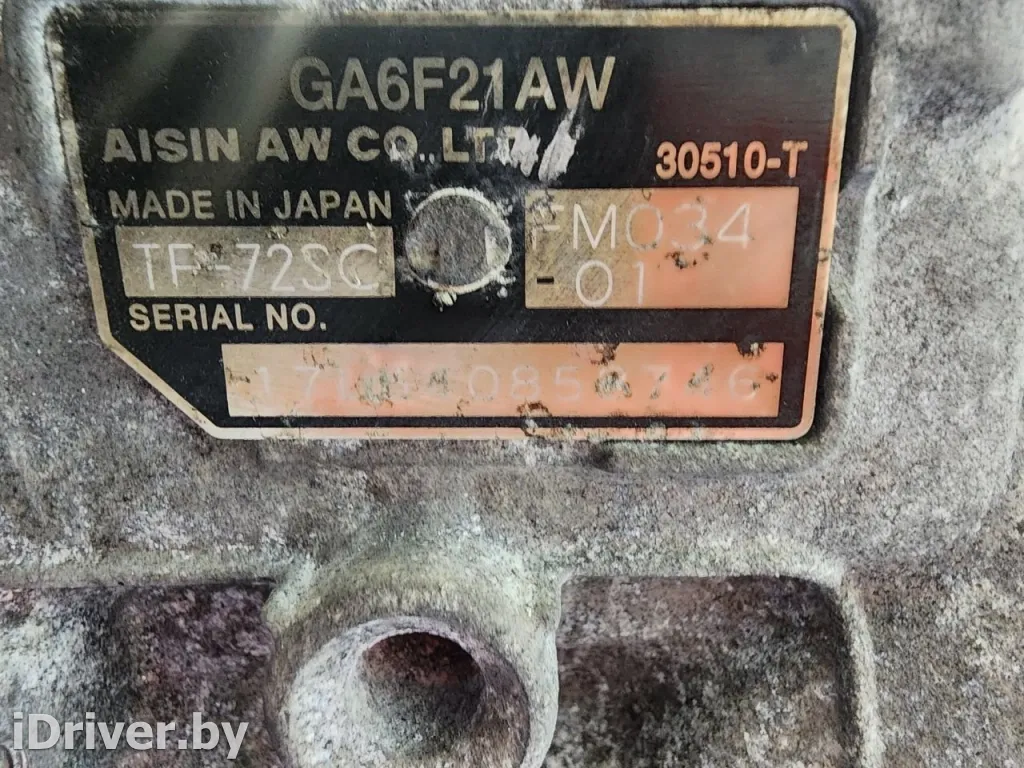 GA6F21AW
AISIN AW CO., LTD
30510-T
MADE IN JAPAN
TF-72SC
FM034
-01
SERIAL NO.
iDriver.by